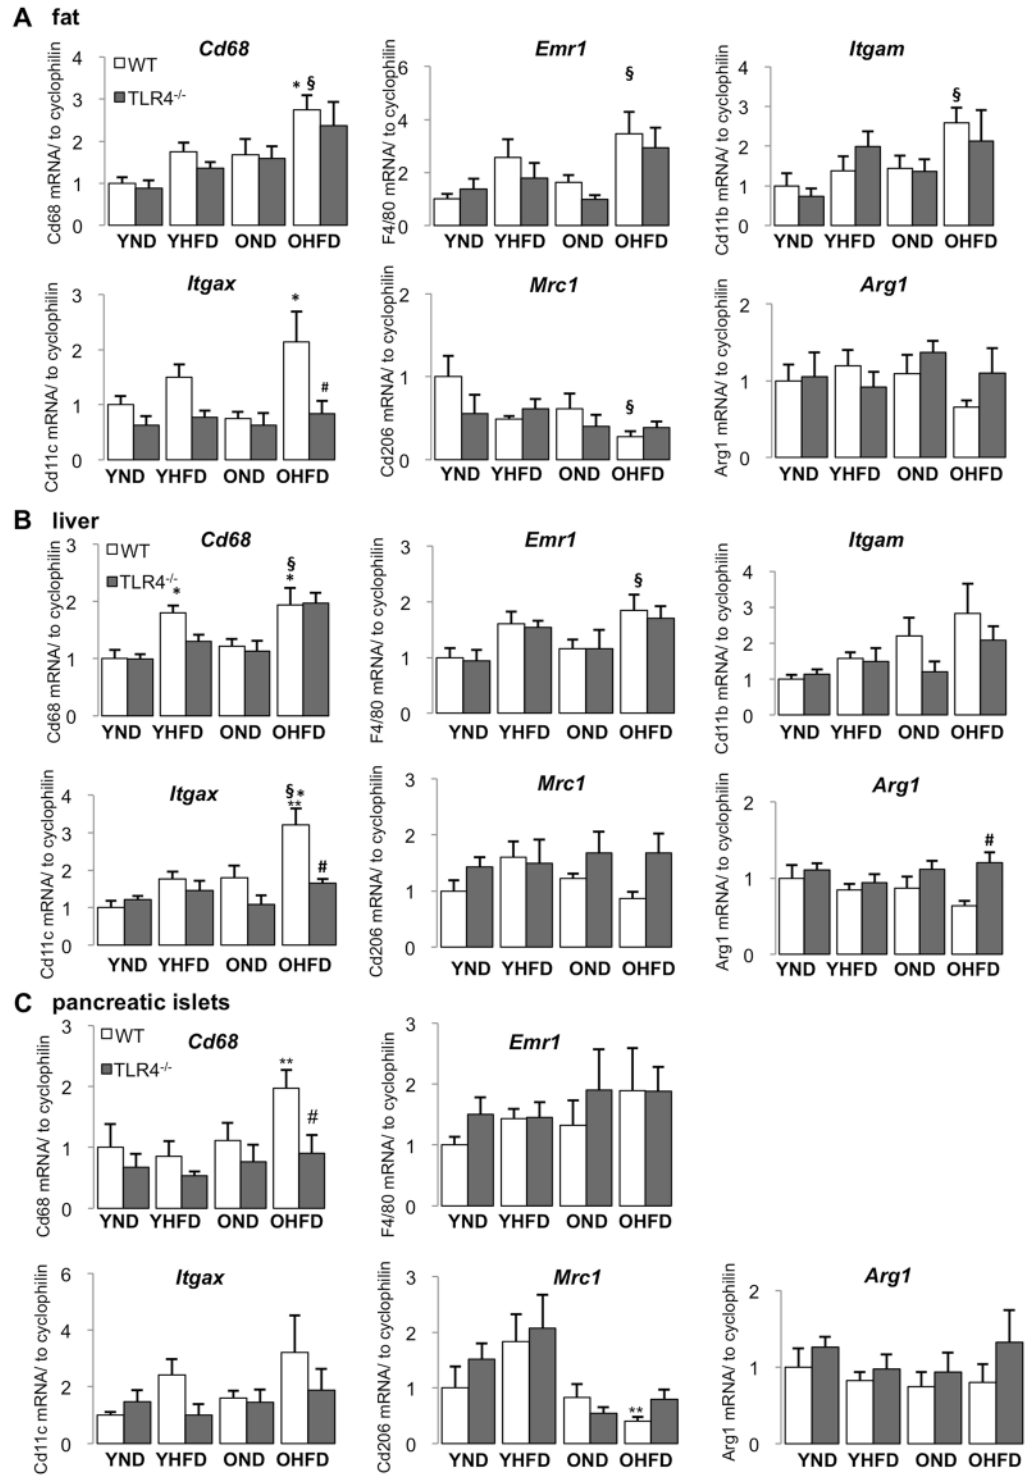 A fat
Cd68
Cd68 mRNA/ to cyclophilin
4
3
2
1
0
WT
TLR4-/-
* §
YND YHFD OND OHFD
Emr1
F4/80 mRNA/ to cyclophilin
6
4
2
0
§
YND YHFD OND OHFD
Itgam
Cd11b mRNA/ to cyclophilin
4
3
2
1
0
§
YND YHFD OND OHFD
Itgax
Cd11c mRNA/ to cyclophilin
3
2
1
0
*
#
YND YHFD OND OHFD
Mrc1
Cd206 mRNA/ to cyclophilin
2
1
0
§
YND YHFD OND OHFD
Arg1
Arg1 mRNA/ to cyclophilin
2
1
0
YND YHFD OND OHFD
B liver
Cd68
Cd68 mRNA/ to cyclophilin
3
2
1
0
WT
TLR4-/-
*
§
*
YND YHFD OND OHFD
Emr1
F4/80 mRNA/ to cyclophilin
3
2
1
0
§
YND YHFD OND OHFD
Itgam
Cd11b mRNA/ to cyclophilin
4
3
2
1
0
YND YHFD OND OHFD
Itgax
Cd11c mRNA/ to cyclophilin
4
3
2
1
0
§ *
**
#
YND YHFD OND OHFD
Mrc1
Cd206 mRNA/ to cyclophilin
3
2
1
0
YND YHFD OND OHFD
Arg1
Arg1 mRNA/ to cyclophilin
2
1
0
#
YND YHFD OND OHFD
C pancreatic islets
Cd68
Cd68 mRNA/ to cyclophilin
3
2
1
0
WT
TLR4-/-
**
#
YND YHFD OND OHFD
Emr1
F4/80 mRNA/ to cyclophilin
3
2
1
0
YND YHFD OND OHFD
Itgax
Cd11c mRNA/ to cyclophilin
6
4
2
0
YND YHFD OND OHFD
Mrc1
Cd206 mRNA/ to cyclophilin
3
2
1
0
**
YND YHFD OND OHFD
Arg1
Arg1 mRNA/ to cyclophilin
2
1
0
YND YHFD OND OHFD